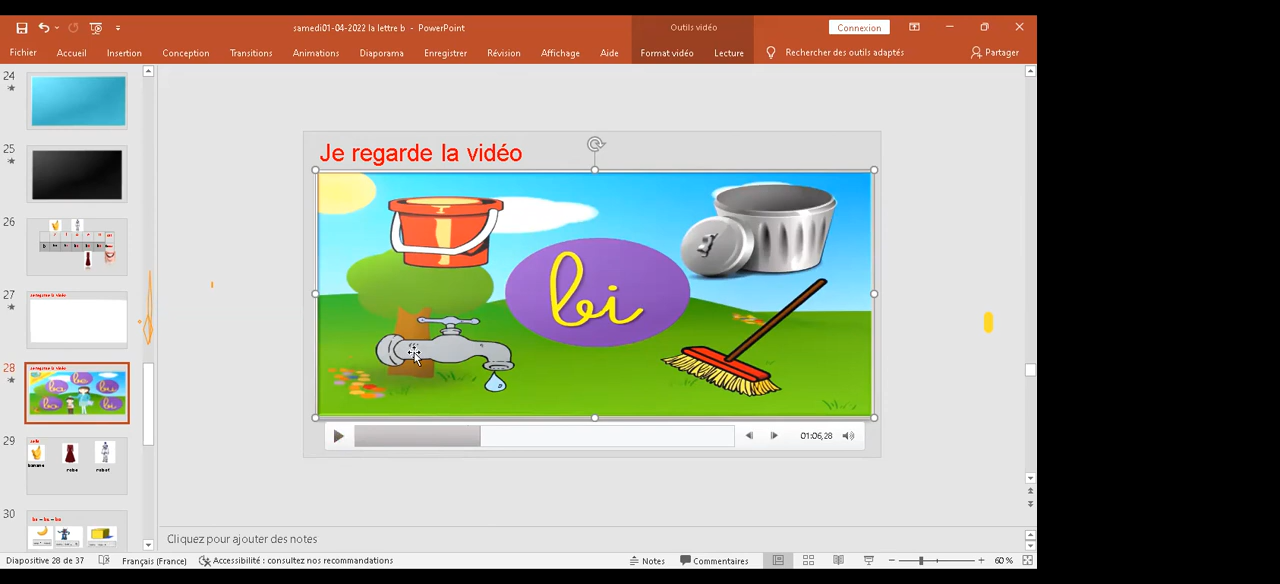 samedi01-04-2022 la lettre b - PowerPoint
Outils vidéo
Connexion
Fichier Accueil Insertion Conception Transitions Animations Diaporama Enregistrer Révision Affichage Aide Format vidéo Lecture Rechercher des outils adaptés Partager
24
25
26
27
28
29
banane robe robot
30
Je regarde la vidéo
bi
01:06,28
Cliquez pour ajouter des notes
Diapositive 28 de 37 Français (France) Accessibilité : consultez nos recommandations Notes Commentaires 60 %